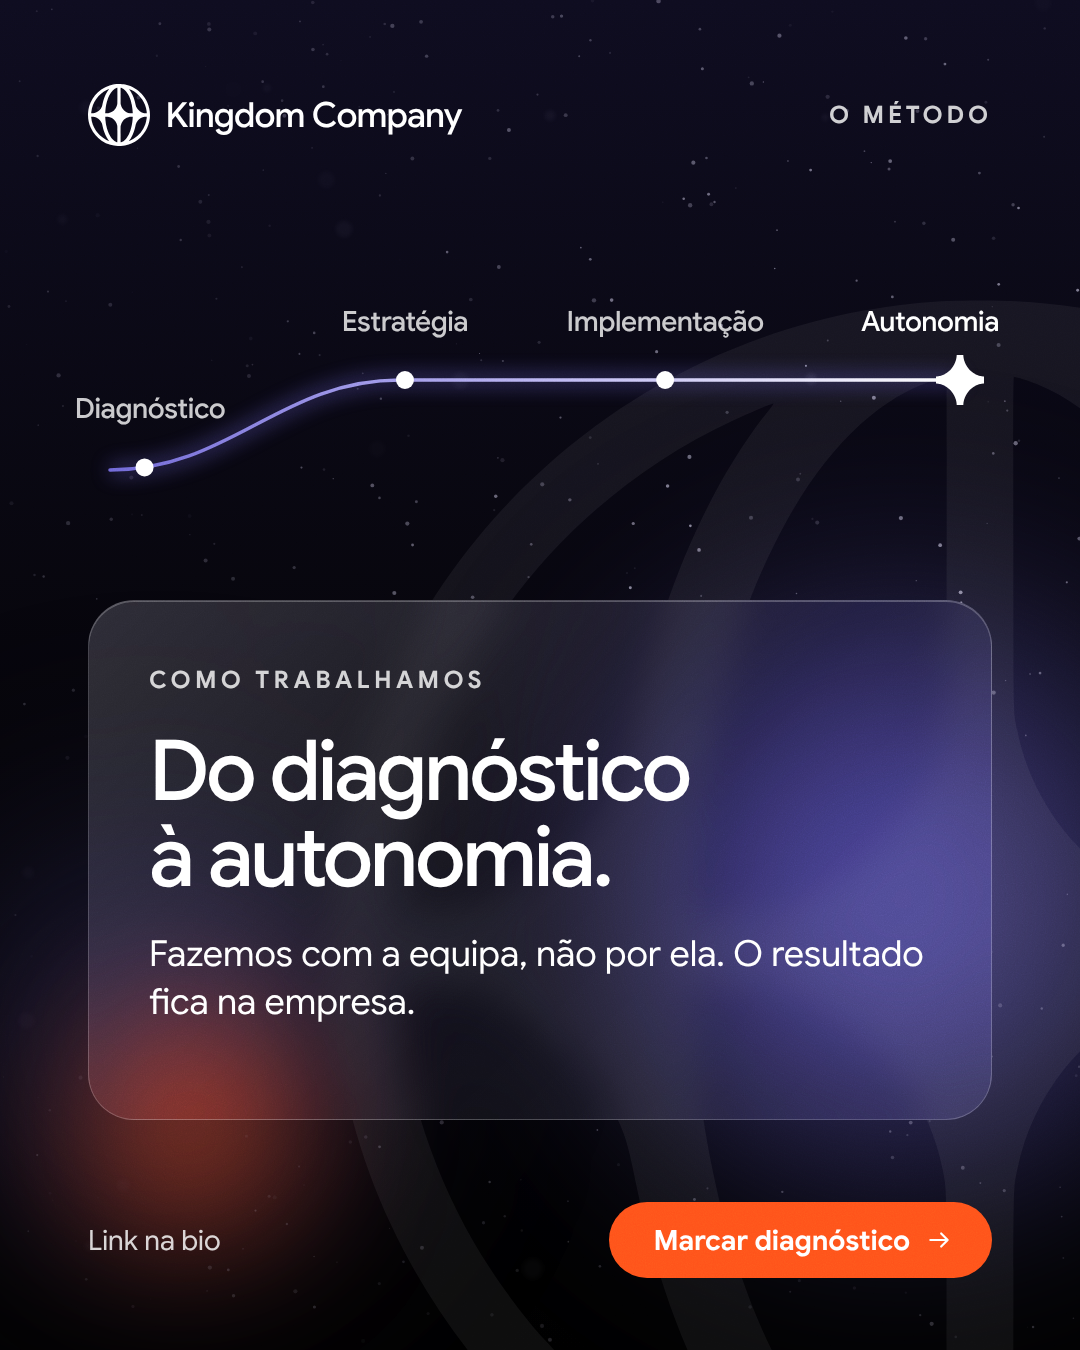 Kingdom Company
O MÉTODO
Estratégia
Implementação
Autonomia
Diagnóstico
COMO TRABALHAMOS
Do diagnóstico
à autonomia.
Fazemos com a equipa, não por ela. O resultado
fica na empresa.
Link na bio
Marcar diagnóstico →